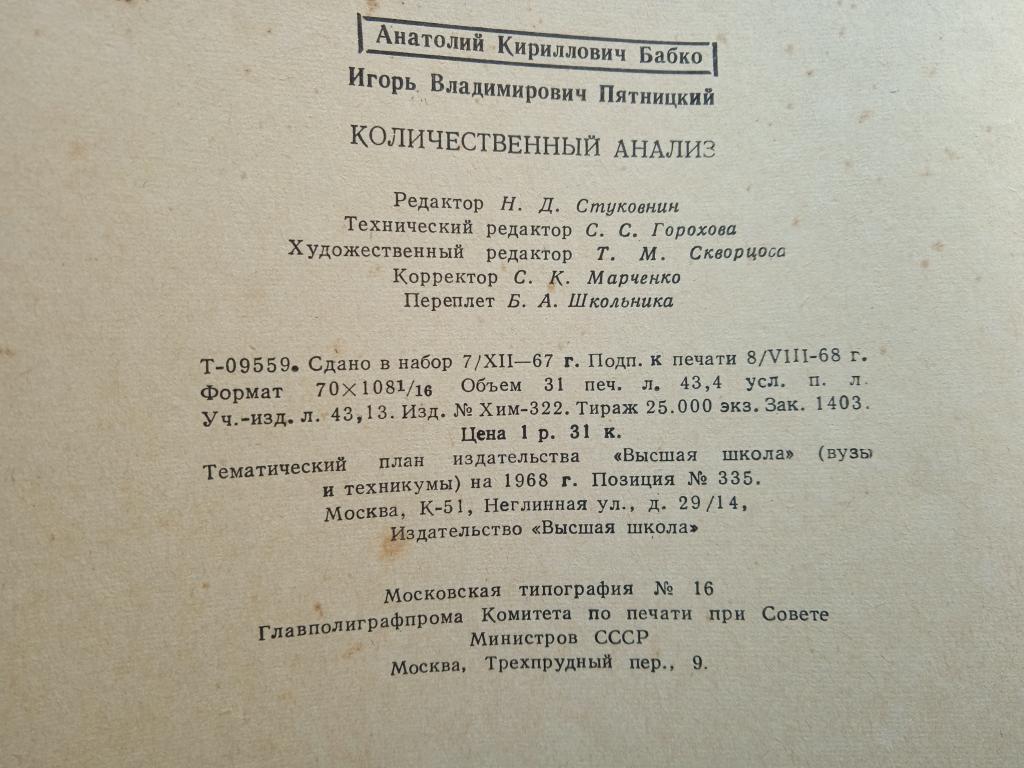 Анатолий Кириллович Бабко
Игорь Владимирович Пятницкий
КОЛИЧЕСТВЕННЫЙ АНАЛИЗ
Редактор Н. Д. Стуковнин
Технический редактор С. С. Горохова
Художественный редактор Т. М. Скворцоса
Корректор С. К. Марченко
Переплет Б. А. Школьника
Т-09559. Сдано в набор 7/XII—67 г. Подп. к печати 8/VIII-68 г.
Формат 70×108 1/16 Объем 31 печ. л. 43,4 усл. п. л.
Уч.-изд. л. 43,13. Изд. № Хим-322. Тираж 25.000 экз. Зак. 1403.
Цена 1 р. 31 к.
Тематический план издательства «Высшая школа» (вузы
и техникумы) на 1968 г. Позиция № 335.
Москва, К-51, Неглинная ул., д. 29/14,
Издательство «Высшая школа»
Московская типография № 16
Главполиграфпрома Комитета по печати при Совете
Министров СССР
Москва, Трехпрудный пер., 9.